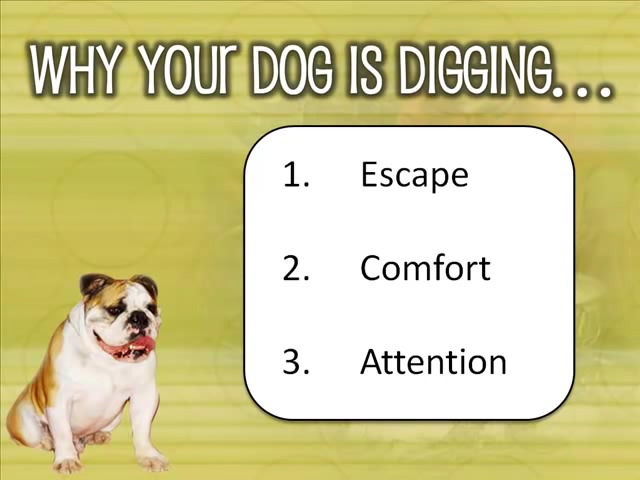 WHY YOUR DOG IS DIGGING...
1. Escape
2. Comfort
3. Attention